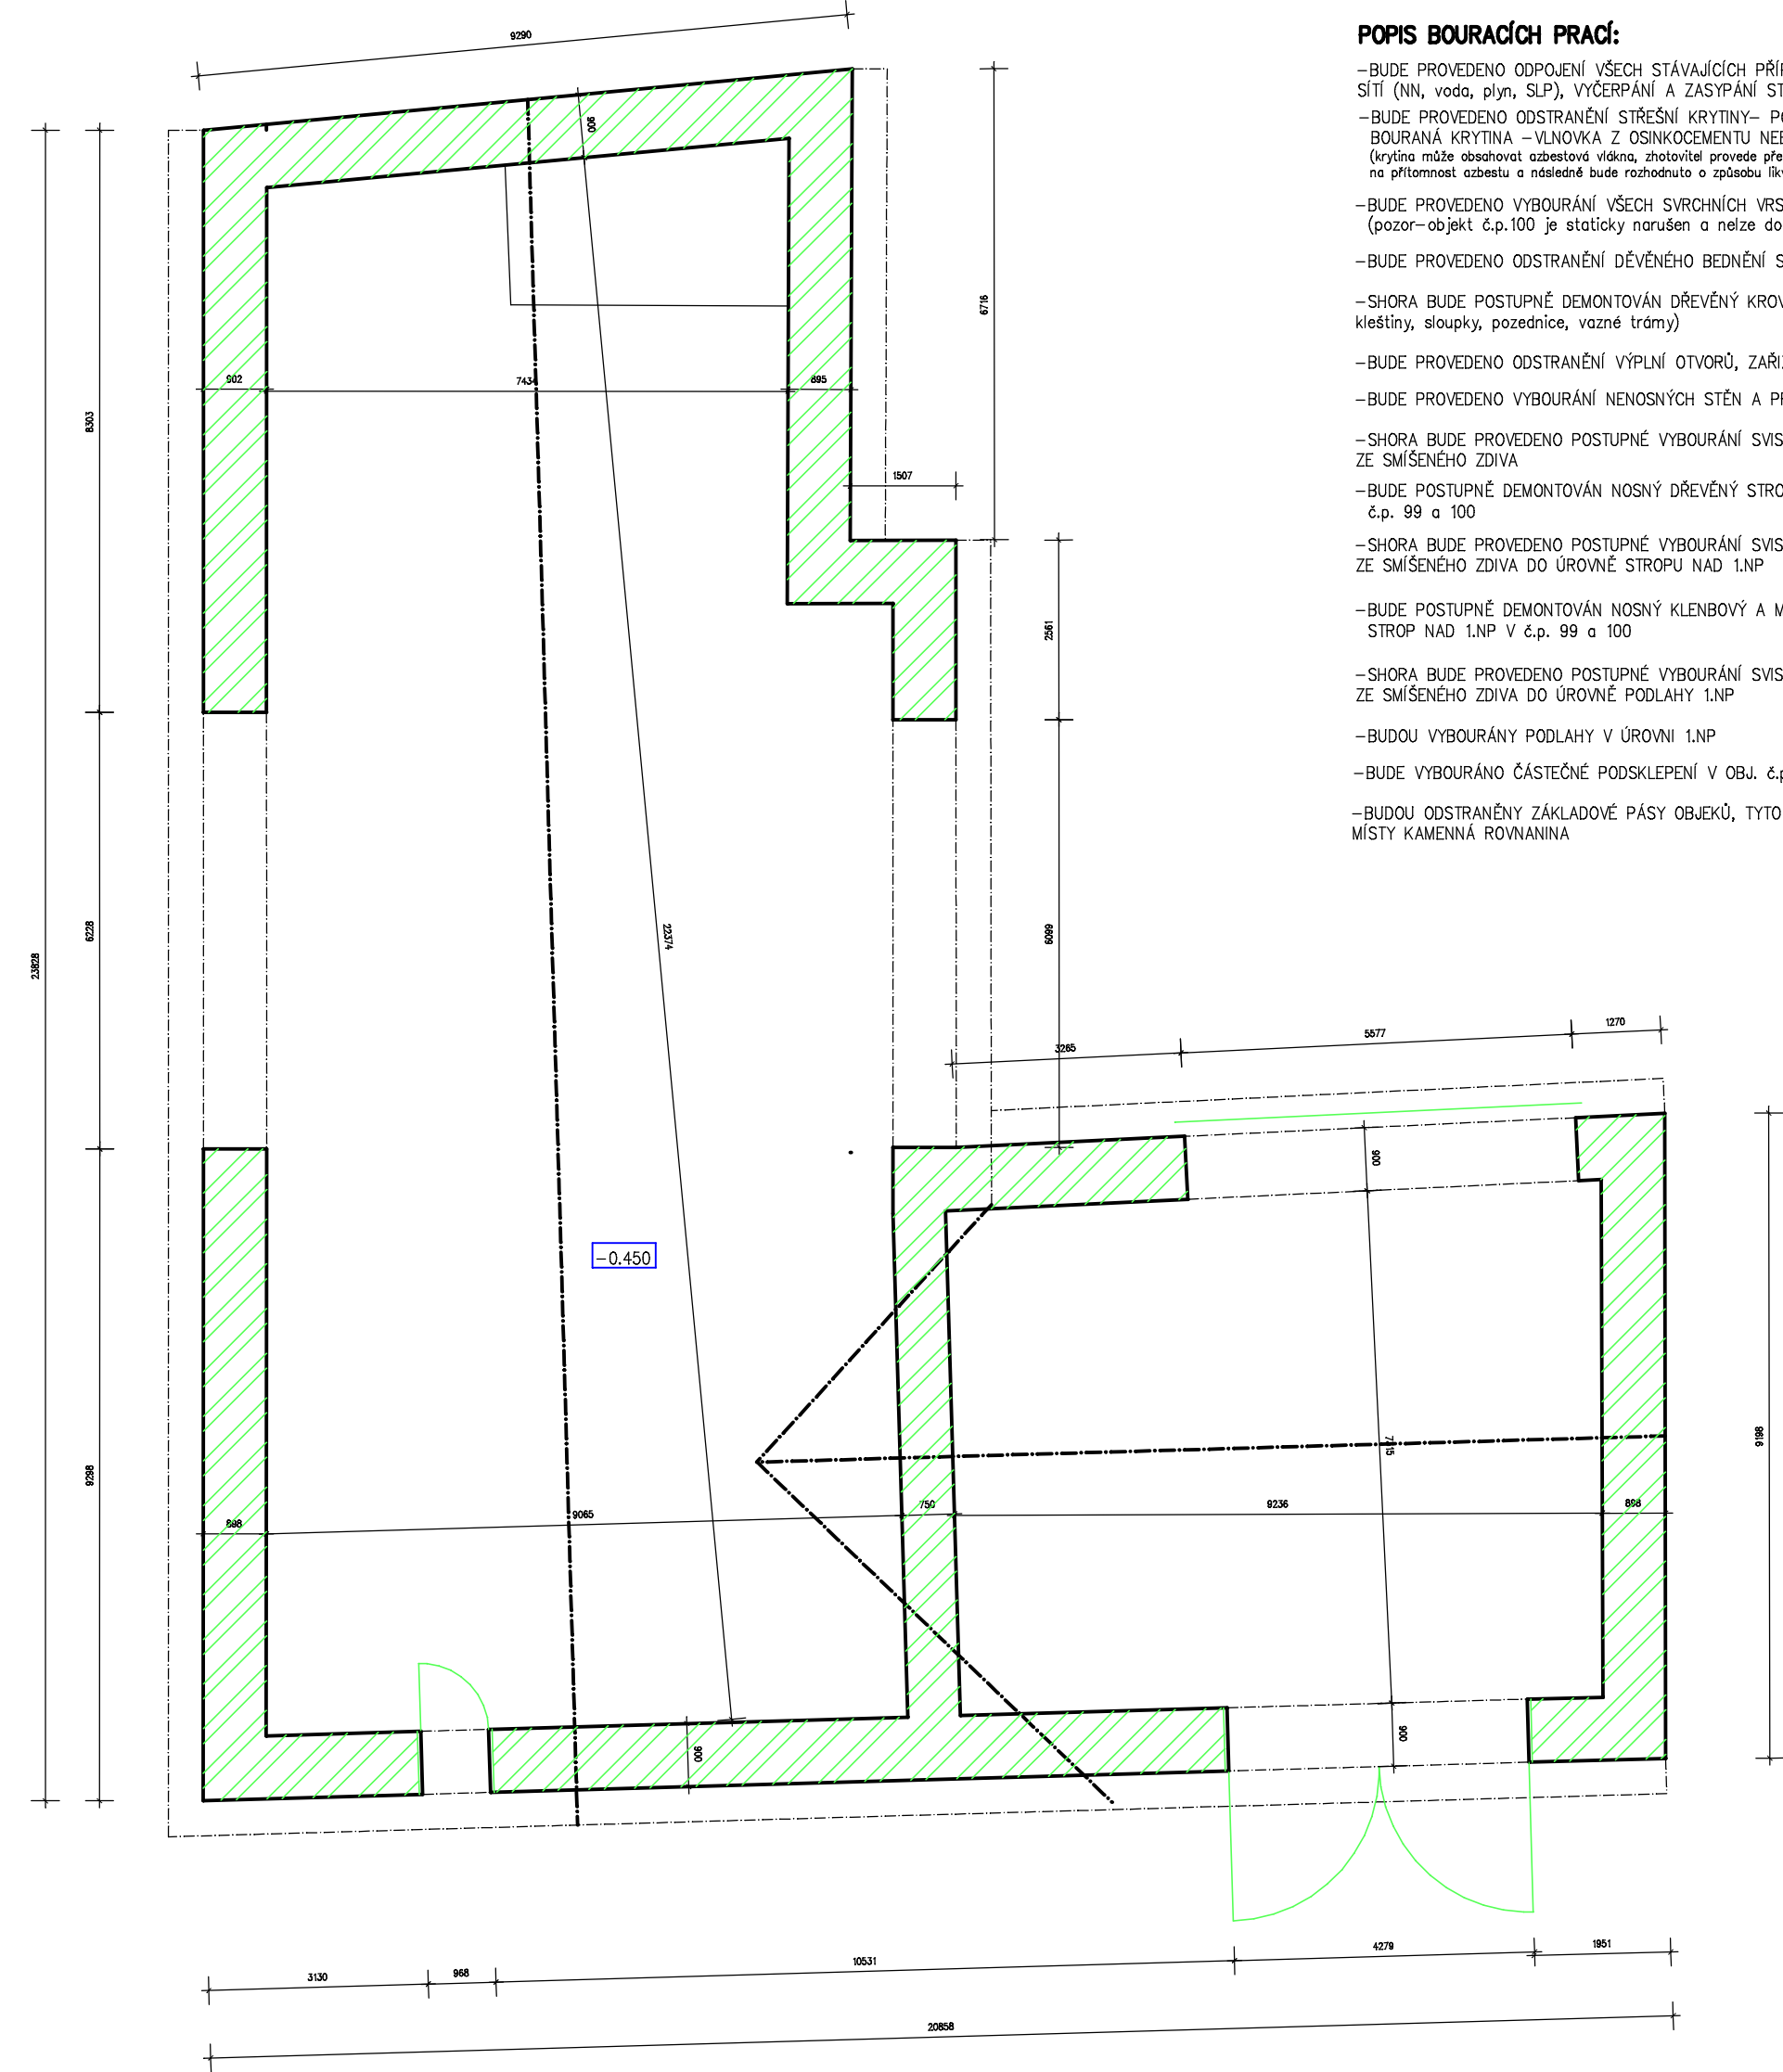 POPIS BOURACÍCH PRACÍ:
-BUDE PROVEDENO ODPOJENÍ VŠECH STÁVAJÍCÍCH
SÍTÍ (NN, voda, plyn, SLP), VYČERPÁNÍ A ZASYPÁNÍ
-BUDE PROVEDENO ODSTRANĚNÍ STŘEŠNÍ KRYTINY-
BOURANÁ KRYTINA -VLNOVKA Z OSINKOCEMENTU
(krytina může obsahovat azbestová vlákna, zhotovitel provede
na přítomnost azbestu a následně bude rozhodnuto o způsobu
-BUDE PROVEDENO VYBOURÁNÍ VŠECH SVRCHNÍCH
(pozor-objekt č.p.100 je staticky narušen a nelze do
-BUDE PROVEDENO ODSTRANĚNÍ DĚVĚNÉHO BEDNĚNÍ
-SHORA BUDE POSTUPNĚ DEMONTOVÁN DŘEVĚNÝ
kleštiny, sloupky, pozednice, vazné trámy)
-BUDE PROVEDENO ODSTRANĚNÍ VÝPLNÍ OTVORŮ,
-BUDE PROVEDENO VYBOURÁNÍ NENOSNÝCH STĚN A
-SHORA BUDE PROVEDENO POSTUPNÉ VYBOURÁNÍ
ZE SMÍŠENÉHO ZDIVA
-BUDE POSTUPNĚ DEMONTOVÁN NOSNÝ DŘEVĚNÝ
č.p. 99 a 100
-SHORA BUDE PROVEDENO POSTUPNÉ VYBOURÁNÍ
ZE SMÍŠENÉHO ZDIVA DO ÚROVNĚ STROPU NAD 1.NP
-BUDE POSTUPNĚ DEMONTOVÁN NOSNÝ KLENBOVÝ A
STROP NAD 1.NP V č.p. 99 a 100
-SHORA BUDE PROVEDENO POSTUPNÉ VYBOURÁNÍ
ZE SMÍŠENÉHO ZDIVA DO ÚROVNĚ PODLAHY 1.NP
-BUDOU VYBOURÁNY PODLAHY V ÚROVNI 1.NP
-BUDE VYBOURÁNO ČÁSTEČNÉ PODSKLEPENÍ V OBJ.
-BUDOU ODSTRANĚNY ZÁKLADOVÉ PÁSY OBJEKŮ, TYTO
MÍSTY KAMENNÁ ROVNANINA
9290
900
6716
902
7434
895
8303
1507
2561
6228
6099
22374
23828
1270
5577
3265
900
-0.450
9198
7415
9298
750
9236
898
9065
898
900
900
1951
4279
10531
968
3130
20858